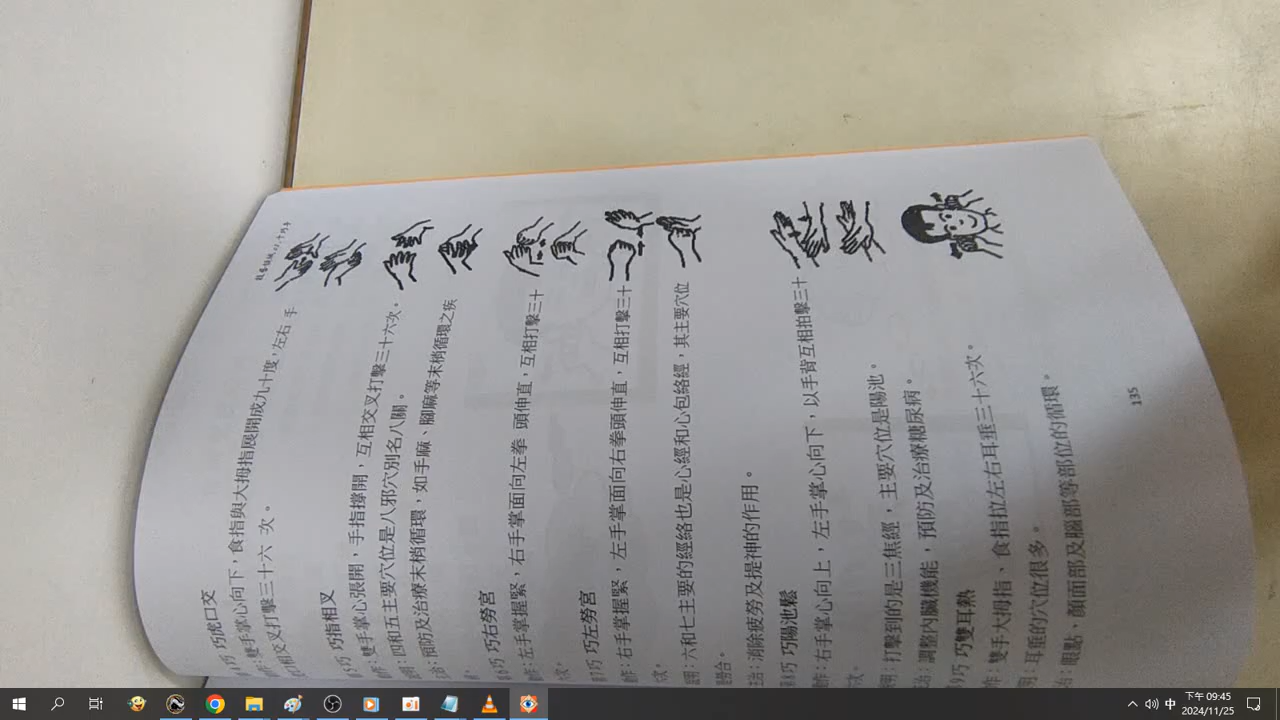 巧 巧虎口交
：雙手掌心向下，食指與大拇指展開成九十度，左右 手
相交叉打擊三十六 次。
巧 巧指相叉
：雙手掌心張開，手指撐開，互相交叉打擊三十六次。
：四和五主要穴位是八邪穴別名八關。
：預防及治療末梢循環，如手麻、腳麻等末梢循環之疾
巧 巧右勞宮
：左手掌握緊，右手掌面向左拳 頭伸直，互相打擊三十
次。
巧 巧左勞宮
：右手掌握緊，左手掌面向右拳頭伸直，互相打擊三十
次。
：六和七主要的經絡也是心經和心包絡經，其主要穴位
：消除疲勞及提神的作用。
巧 巧陽池鬆
：右手掌心向上，左手掌心向下，以手背互相拍擊三十
次。
：打擊到的是三焦經，主要穴位是陽池。
：調整內臟機能，預防及治療糖尿病。
巧 巧雙耳熱
：雙手大拇指、食指拉左右耳垂三十六次。
：耳垂的穴位很多。
：眼點、顏面部及腦部等部位的循環。
135
中
下午 09:45
2024/11/25